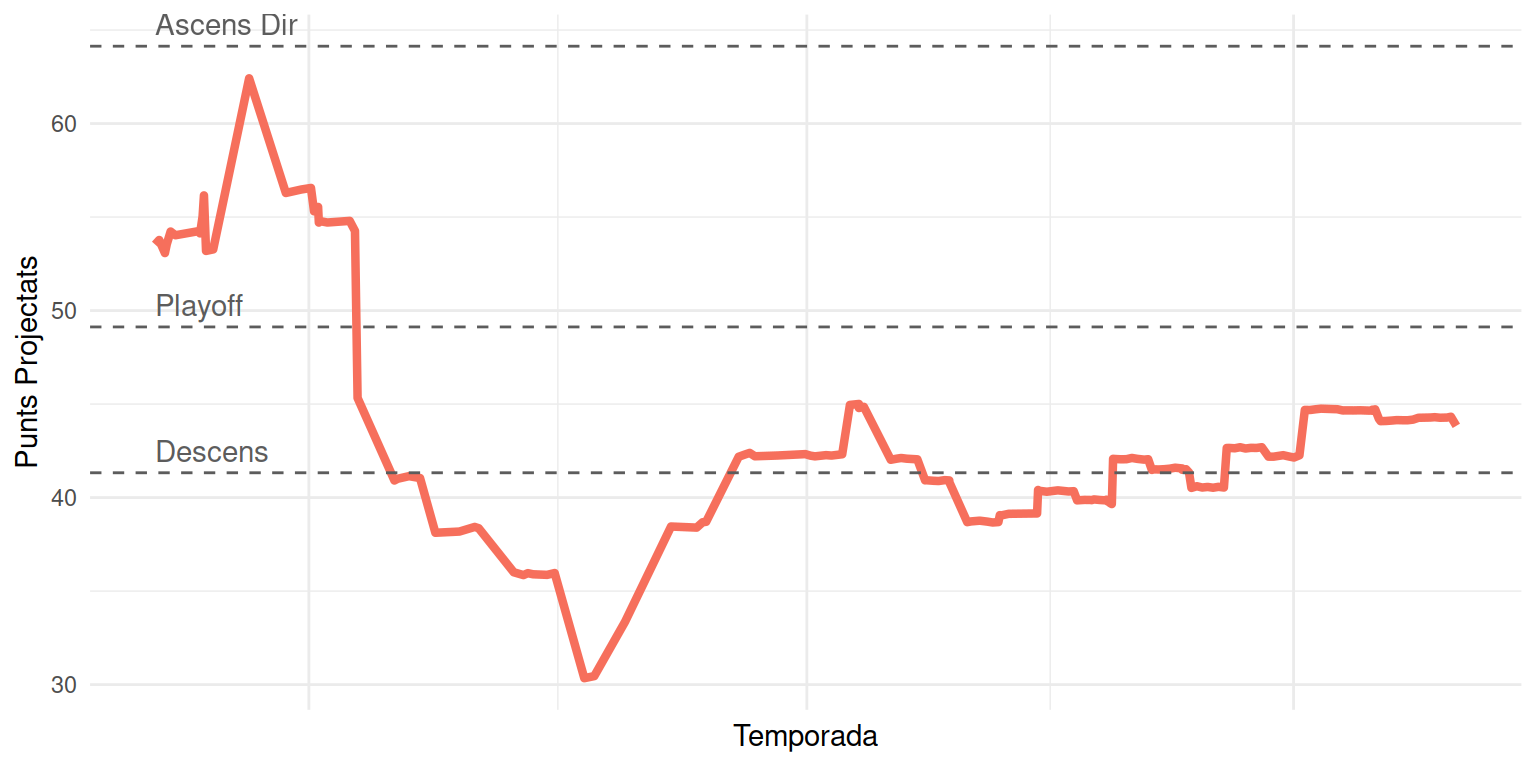 Ascens Dir
60
Playoff
50
Descens
40
30
Punts Projectats
Temporada